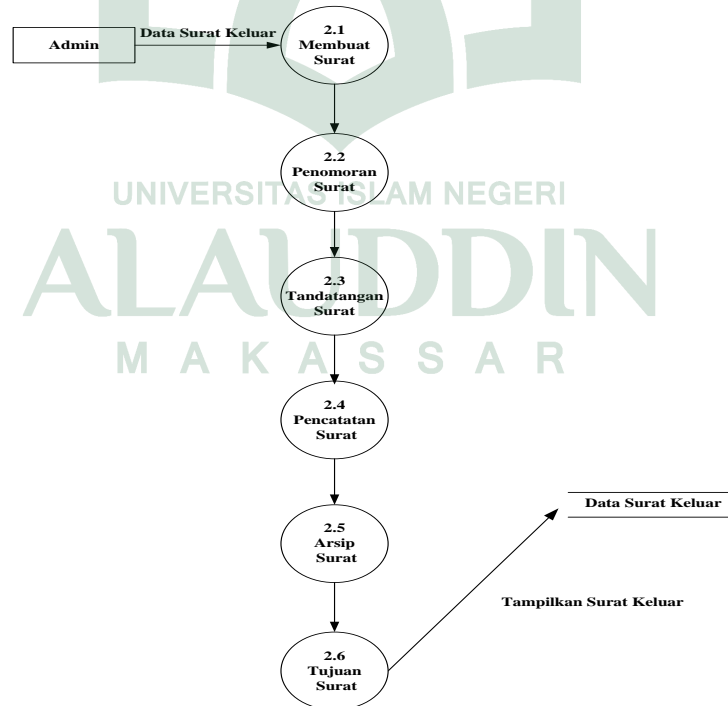 Admin
Data Surat Keluar
2.1
Membuat
Surat
2.2
Penomoran
Surat
UNIVERSITAS ISLAM NEGERI
ALAUDDIN
2.3
Tandatangan
Surat
MAKASSAR
2.4
Pencatatan
Surat
Data Surat Keluar
2.5
Arsip
Surat
Tampilkan Surat Keluar
2.6
Tujuan
Surat